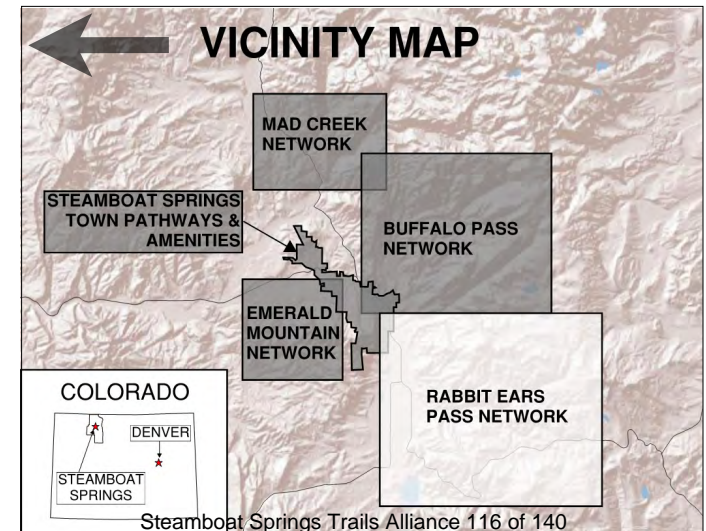 VICINITY MAP
MAD CREEK
NETWORK
STEAMBOAT SPRINGS
TOWN PATHWAYS &
AMENITIES
BUFFALO PASS
NETWORK
EMERALD
MOUNTAIN
NETWORK
RABBIT EARS
PASS NETWORK
COLORADO
DENVER
STEAMBOAT
SPRINGS
Steamboat Springs Trails Alliance 116 of 140